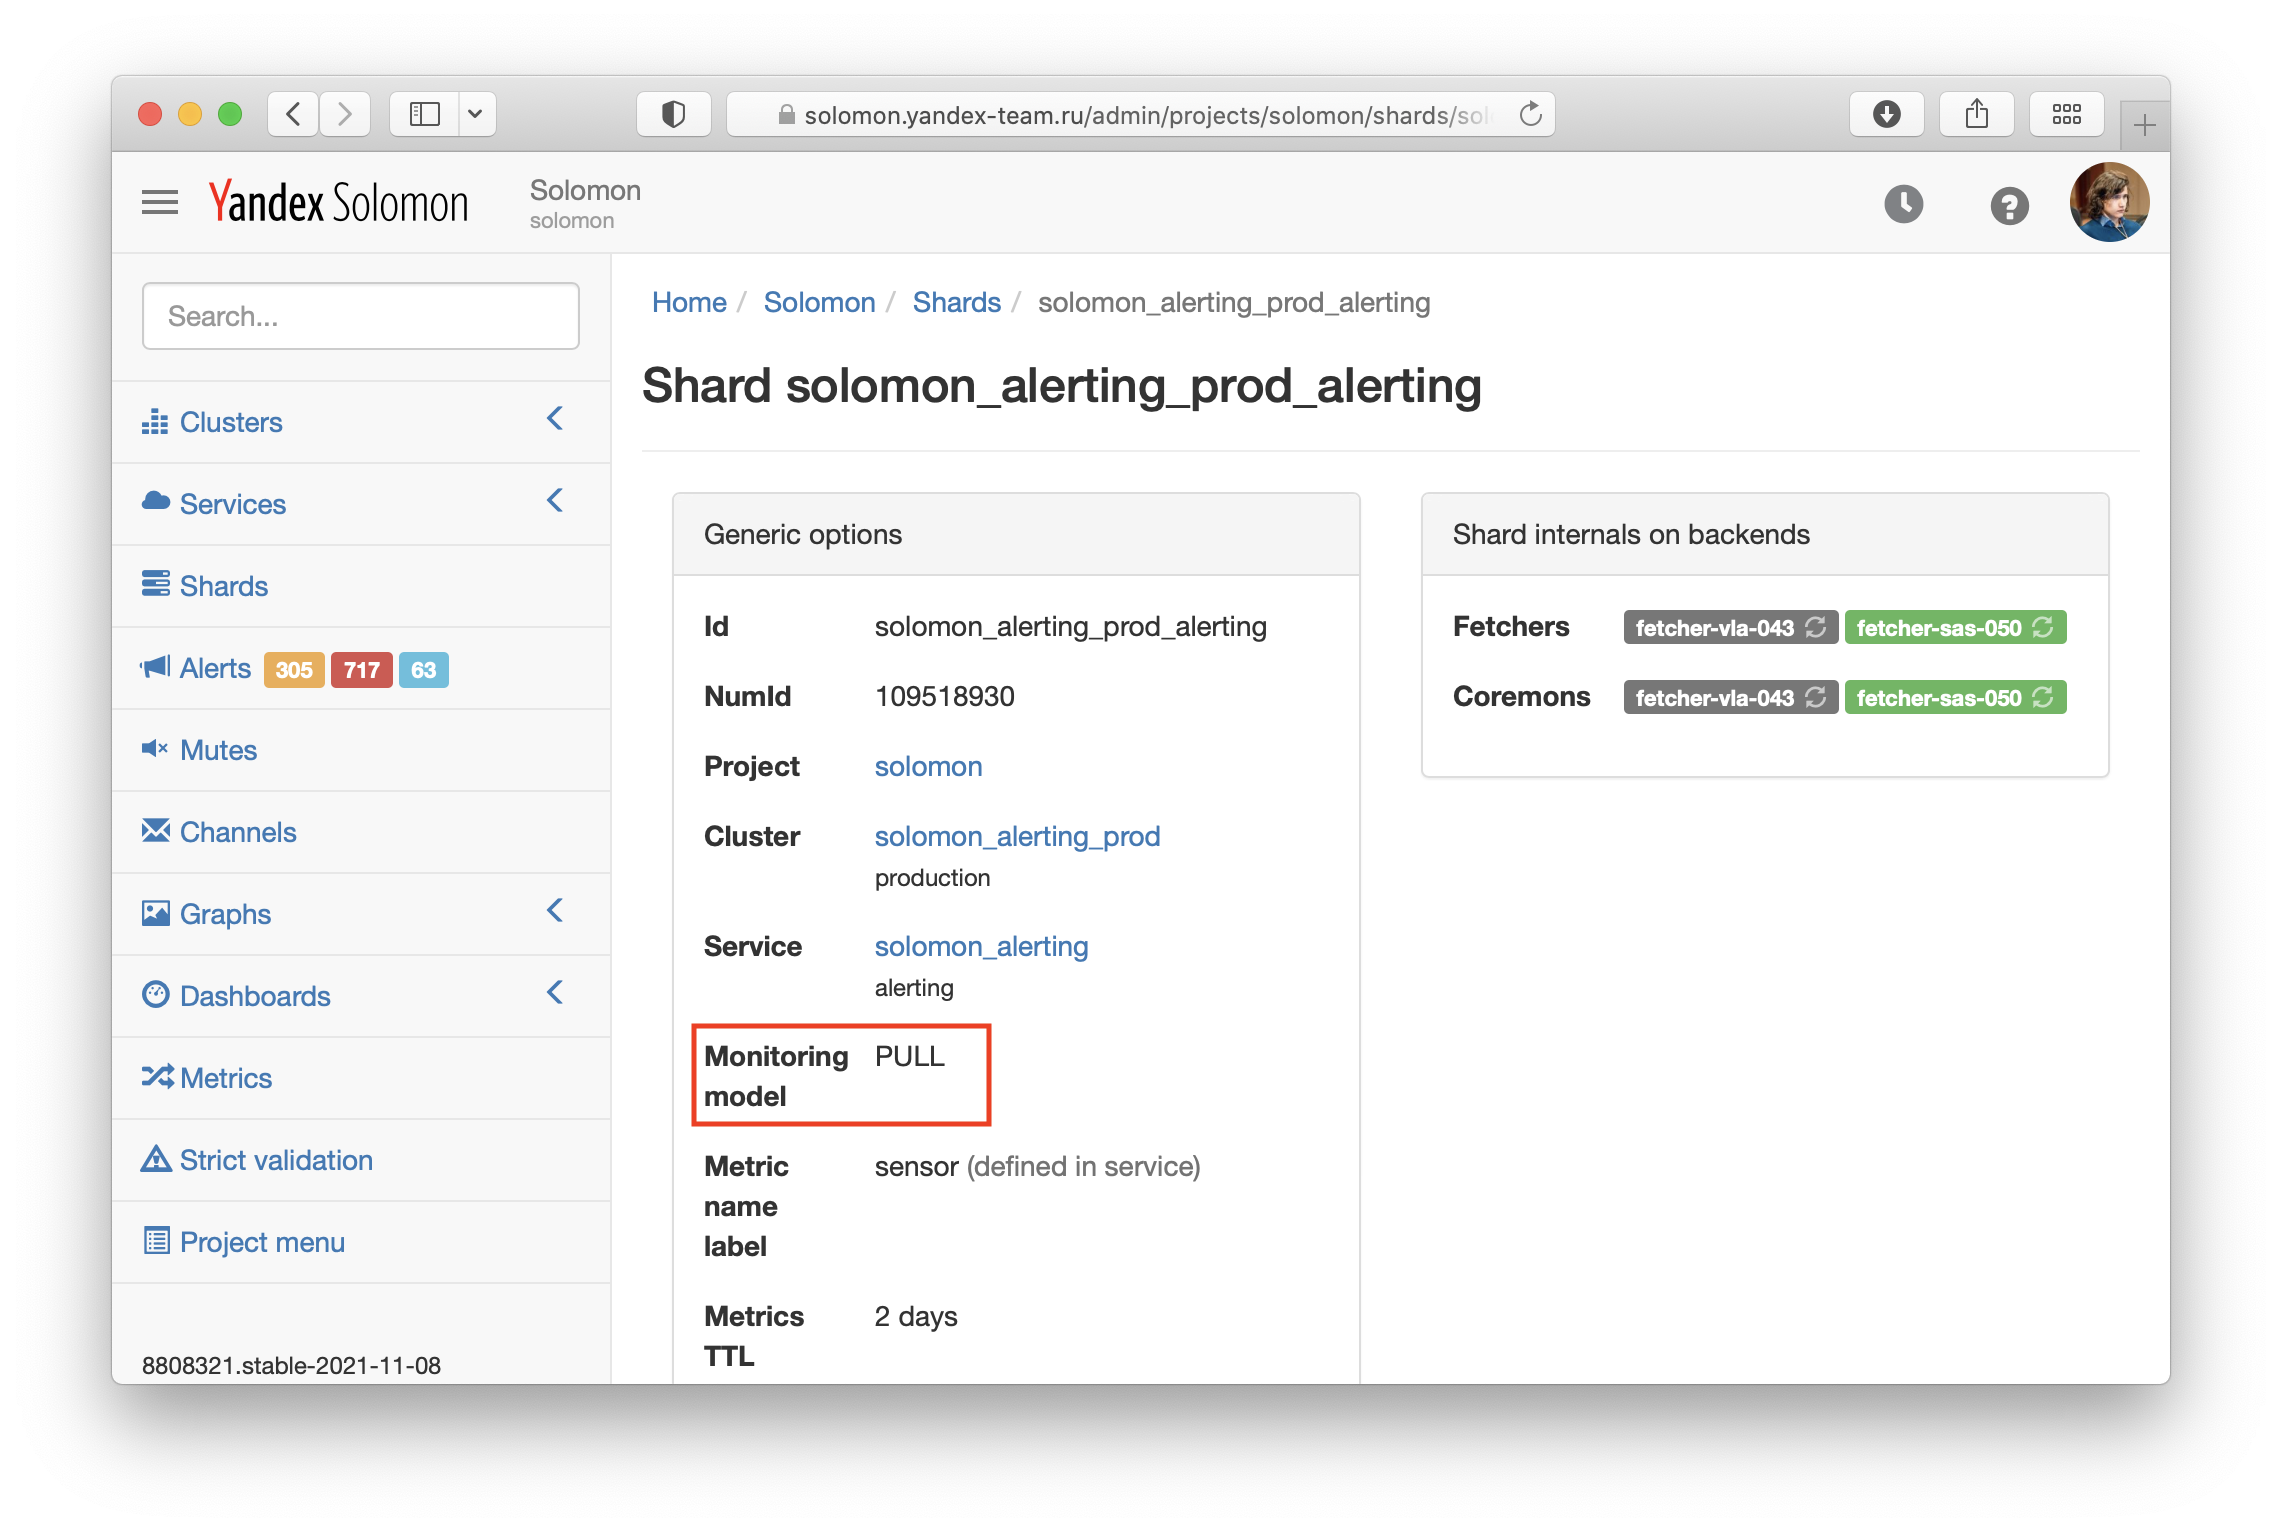 solomon.yandex-team.ru/admin/projects/solomon/shards/sol
Yandex Solomon
Solomon
solomon
Search...
Clusters
Services
Shards
Alerts 305 717 63
Mutes
Channels
Graphs
Dashboards
Metrics
Strict validation
Project menu
8808321.stable-2021-11-08
Home / Solomon / Shards / solomon_alerting_prod_alerting
Shard solomon_alerting_prod_alerting
Generic options
Id solomon_alerting_prod_alerting
NumId 109518930
Project solomon
Cluster solomon_alerting_prod
production
Service solomon_alerting
alerting
Monitoring PULL
model
Metric sensor (defined in service)
name
label
Metrics 2 days
TTL
Shard internals on backends
Fetchers fetcher-vla-043 fetcher-sas-050
Coremons fetcher-vla-043 fetcher-sas-050